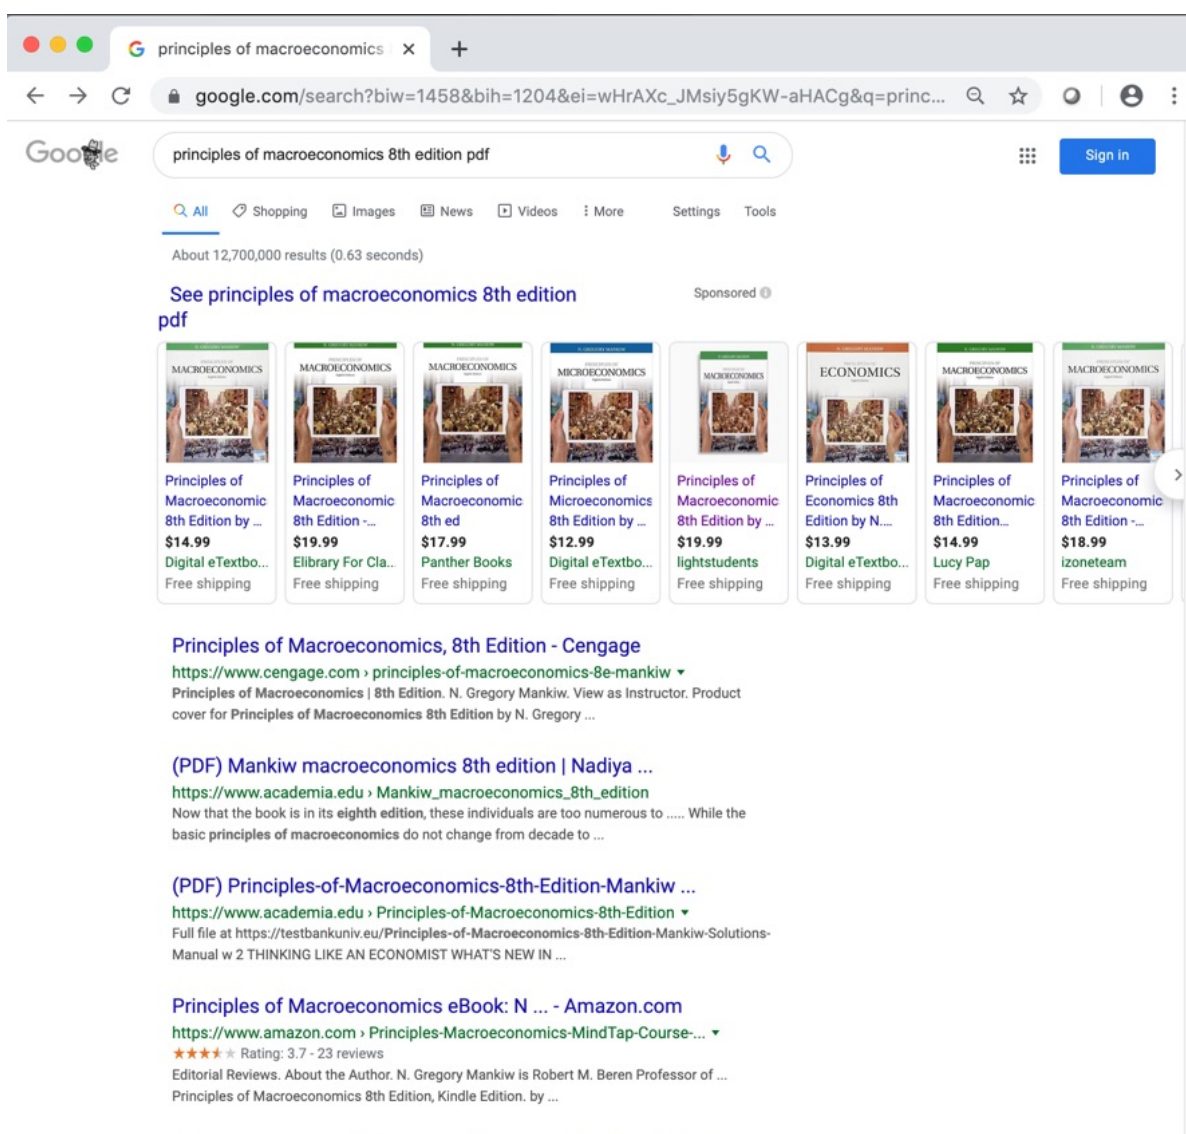 principles of macroeconomics
google.com/search?biw=1458&bih=1204&ei=wHrAXc_JMsiy5gKW-aHACg&q=princ...
Google
principles of macroeconomics 8th edition pdf
Sign in
All Shopping Images News Videos More Settings Tools
About 12,700,000 results (0.63 seconds)
See principles of macroeconomics 8th edition
pdf
Sponsored
MACROECONOMICS
MACROECONOMICS
MACROECONOMICS
MICROECONOMICS
MACROECONOMICS
ECONOMICS
MACROECONOMICS
MACROECONOMICS
Principles of
Macroeconomic
8th Edition by ...
$14.99
Digital eTextbo...
Free shipping
Principles of
Macroeconomic
8th Edition -...
$19.99
Elibrary For Cla...
Free shipping
Principles of
Macroeconomic
8th ed
$17.99
Panther Books
Free shipping
Principles of
Microeconomics
8th Edition by ...
$12.99
Digital eTextbo...
Free shipping
Principles of
Macroeconomic
8th Edition by ...
$19.99
lightstudents
Free shipping
Principles of
Economics 8th
Edition by N....
$13.99
Digital eTextbo...
Free shipping
Principles of
Macroeconomic
8th Edition...
$14.99
Lucy Pap
Free shipping
Principles of
Macroeconomic
8th Edition -...
$18.99
izoneteam
Free shipping
Principles of Macroeconomics, 8th Edition - Cengage
https://www.cengage.com › principles-of-macroeconomics-8e-mankiw
Principles of Macroeconomics | 8th Edition. N. Gregory Mankiw. View as Instructor. Product
cover for Principles of Macroeconomics 8th Edition by N. Gregory ...
(PDF) Mankiw macroeconomics 8th edition | Nadiya ...
https://www.academia.edu › Mankiw_macroeconomics_8th_edition
Now that the book is in its eighth edition, these individuals are too numerous to ..... While the
basic principles of macroeconomics do not change from decade to ...
(PDF) Principles-of-Macroeconomics-8th-Edition-Mankiw ...
https://www.academia.edu › Principles-of-Macroeconomics-8th-Edition
Full file at https://testbankuniv.eu/Principles-of-Macroeconomics-8th-Edition-Mankiw-Solutions-
Manual w 2 THINKING LIKE AN ECONOMIST WHAT'S NEW IN ...
Principles of Macroeconomics eBook: N ... - Amazon.com
https://www.amazon.com › Principles-Macroeconomics-MindTap-Course-...
Rating: 3.7 - 23 reviews
Editorial Reviews. About the Author. N. Gregory Mankiw is Robert M. Beren Professor of ...
Principles of Macroeconomics 8th Edition, Kindle Edition. by ...